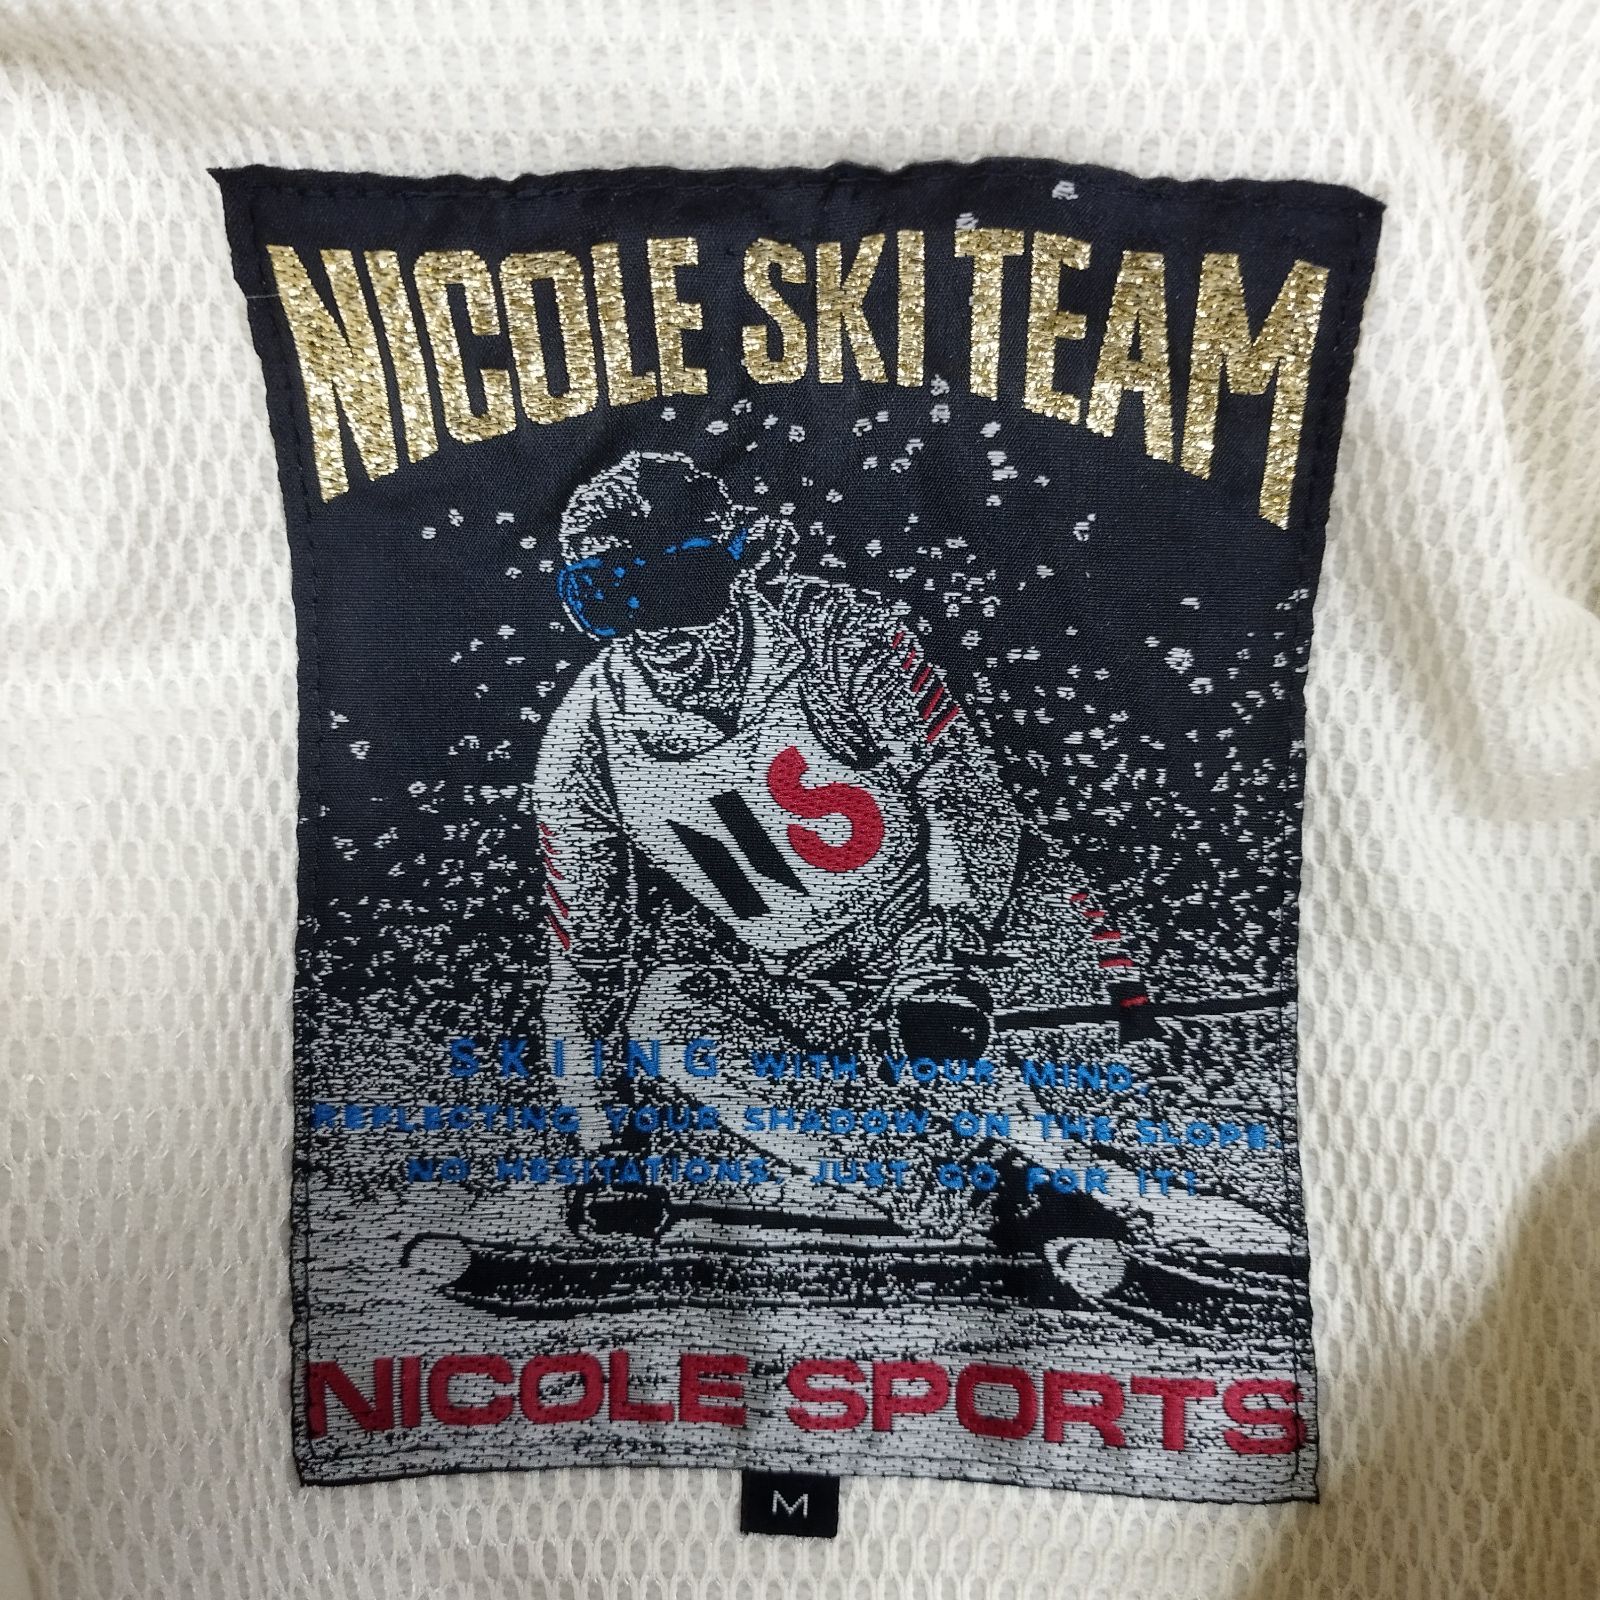 NICOLE SKI TEAM
NS
SKIING WITH YOUR MIND,
REFLECTING YOUR SHADOW ON THE SLOPE.
NO HESITATIONS, JUST GO FOR IT!
NICOLE SPORTS
M